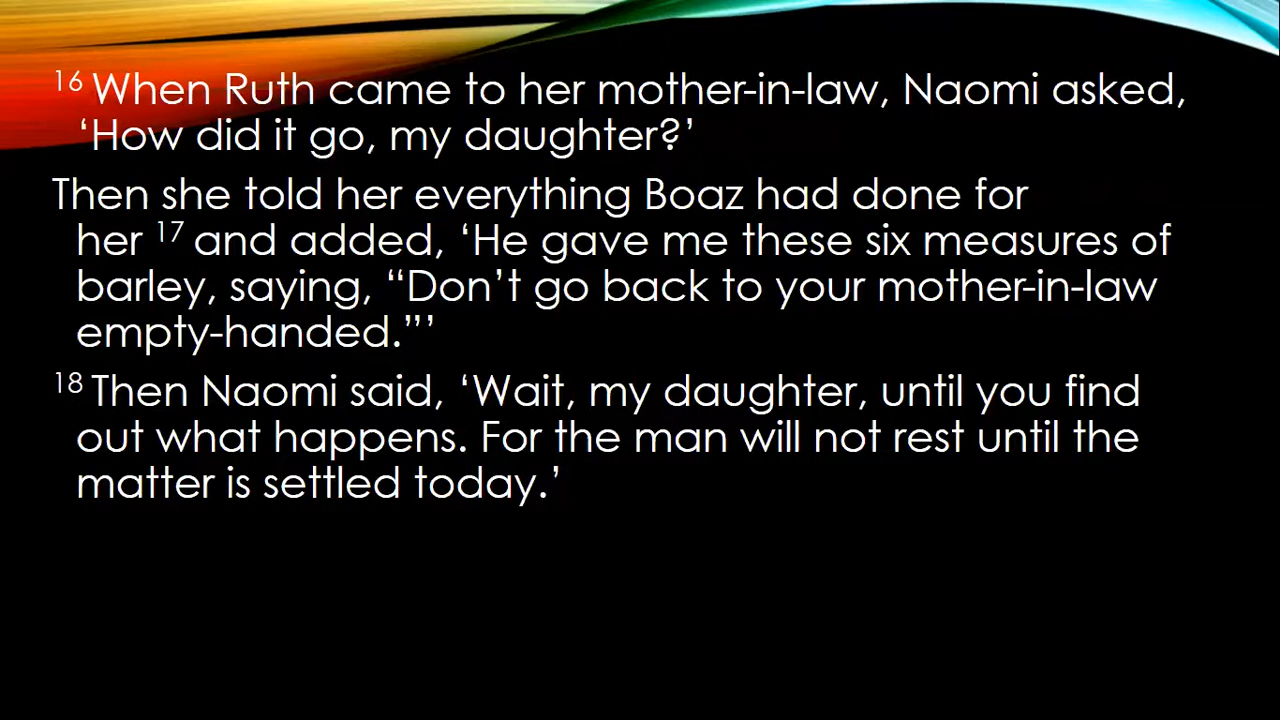 16 When Ruth came to her mother-in-law, Naomi asked,
‘How did it go, my daughter?’
Then she told her everything Boaz had done for
her 17 and added, ‘He gave me these six measures of
barley, saying, “Don’t go back to your mother-in-law
empty-handed.”’
18 Then Naomi said, ‘Wait, my daughter, until you find
out what happens. For the man will not rest until the
matter is settled today.’